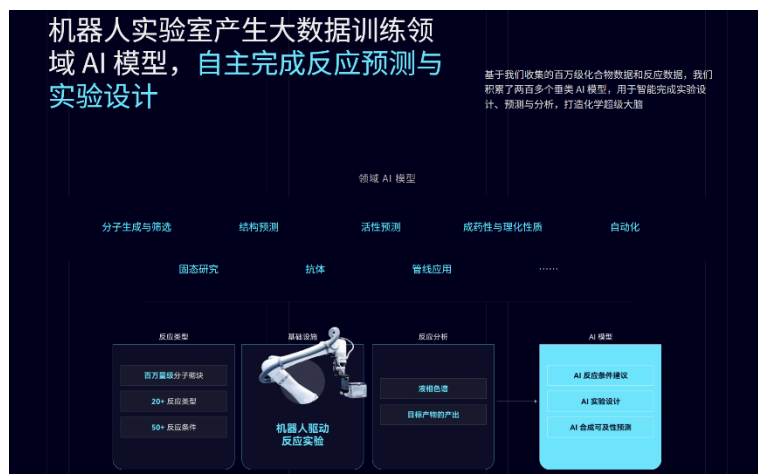 机器人实验室产生大数据训练领
域 AI 模型，自主完成反应预测与
实验设计
基于我们收集的百万级化合物数据和反应数据，我们
积累了两百多个垂类 AI 模型，用于智能完成实验设
计、预测与分析，打造化学超级大脑
领域 AI 模型
分子生成与筛选
结构预测
活性预测
成药性与理化性质
自动化
固态研究
抗体
管线应用
……
反应类型
百万量级分子砌块
20+ 反应类型
50+ 反应条件
基础设施
机器人驱动
反应实验
反应分析
液相色谱
目标产物的产出
AI 模型
AI 反应条件建议
AI 实验设计
AI 合成可及性预测